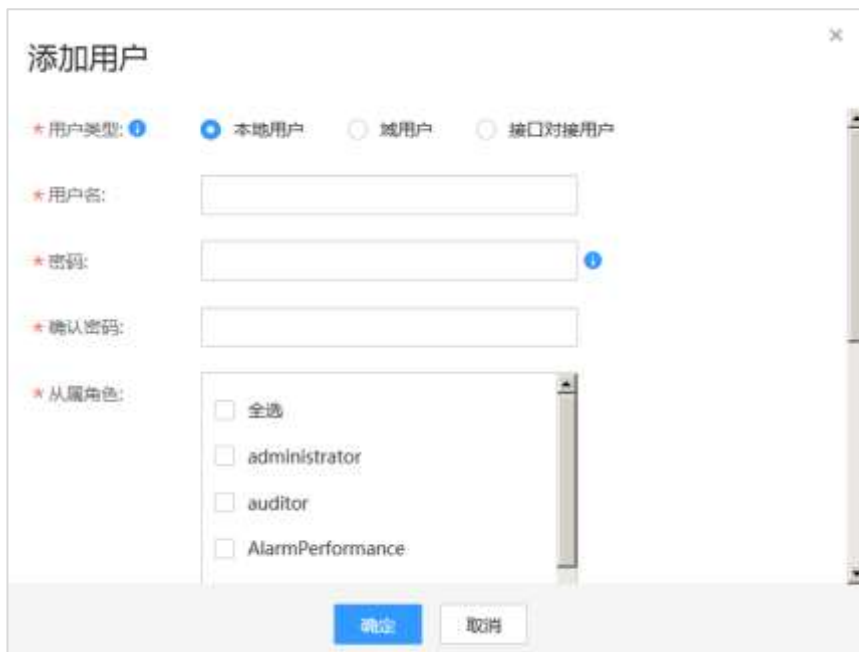 添加用户
* 用户类型: 本地用户 域用户 接口对接用户
* 用户名:
* 密码:
* 确认密码:
* 从属角色:
全选
administrator
auditor
AlarmPerformance
确定 取消